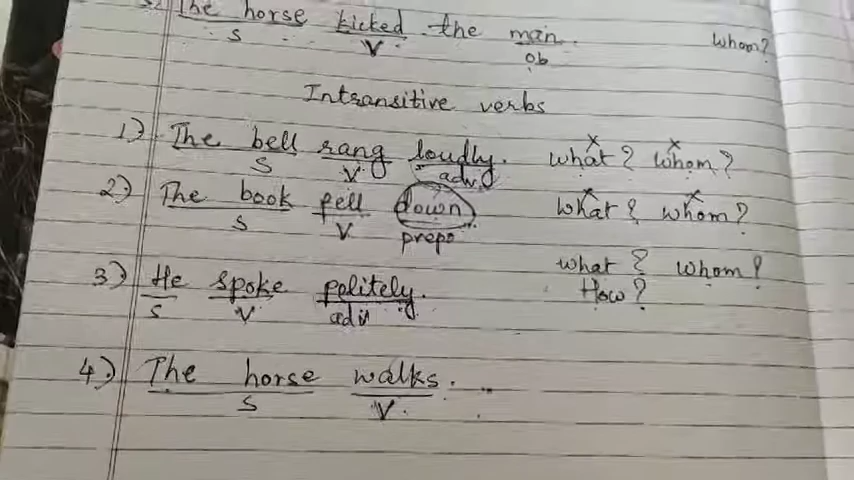 The horse kicked the man. whom?
S V ob
Intransitive verbs
1) The bell rang loudly. what? whom?
S V adv
2) The book fell down what? whom?
S V prepo
3) He spoke politely. what? whom?
S V adv How?
4) The horse walks.
S V